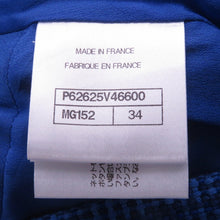 MADE IN FRANCE
FABRIQUE EN FRANCE
P62625V46600
MG152 34